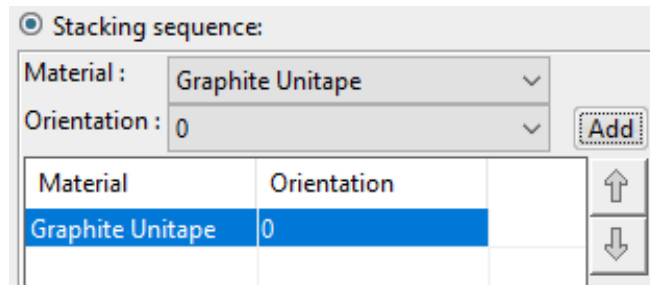 Stacking sequence:
Material : Graphite Unitape
Orientation : 0 Add
Material Orientation
Graphite Unitape 0